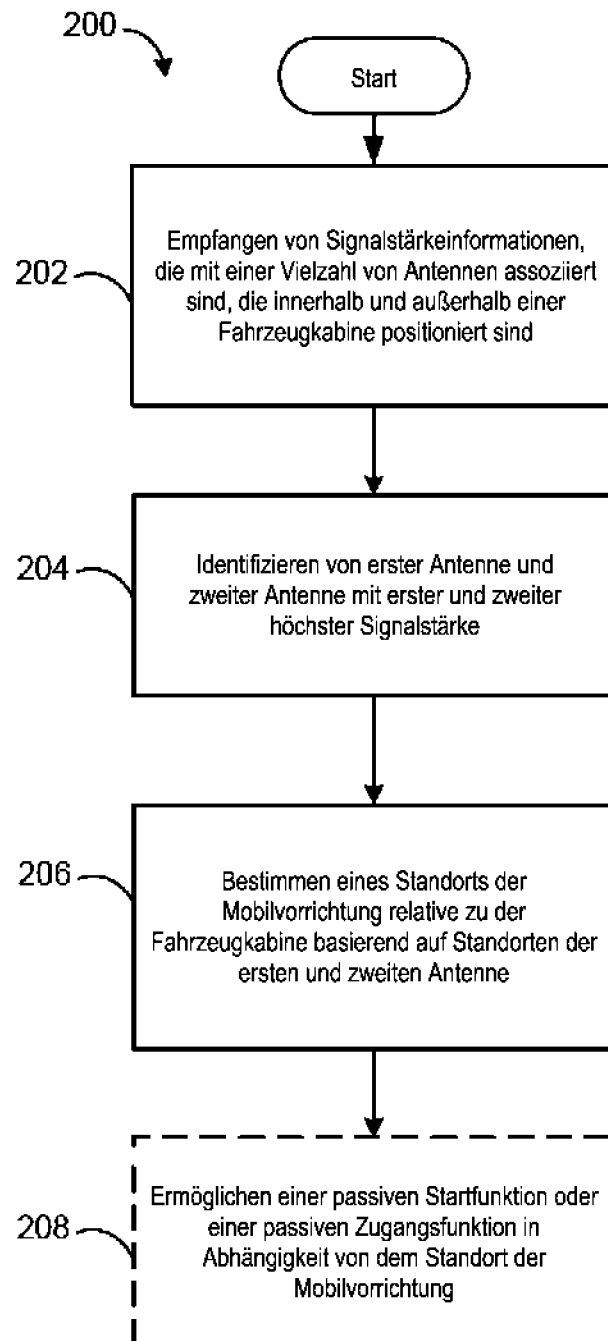 200
Start
202
Empfangen von Signalstärkeinformationen,
die mit einer Vielzahl von Antennen assoziiert
sind, die innerhalb und außerhalb einer
Fahrzeugkabine positioniert sind
204
Identifizieren von erster Antenne und
zweiter Antenne mit erster und zweiter
höchster Signalstärke
206
Bestimmen eines Standorts der
Mobilvorrichtung relative zu der
Fahrzeugkabine basierend auf Standorten der
ersten und zweiten Antenne
208
Ermöglichen einer passiven Startfunktion oder
einer passiven Zugangsfunktion in
Abhängigkeit von dem Standort der
Mobilvorrichtung